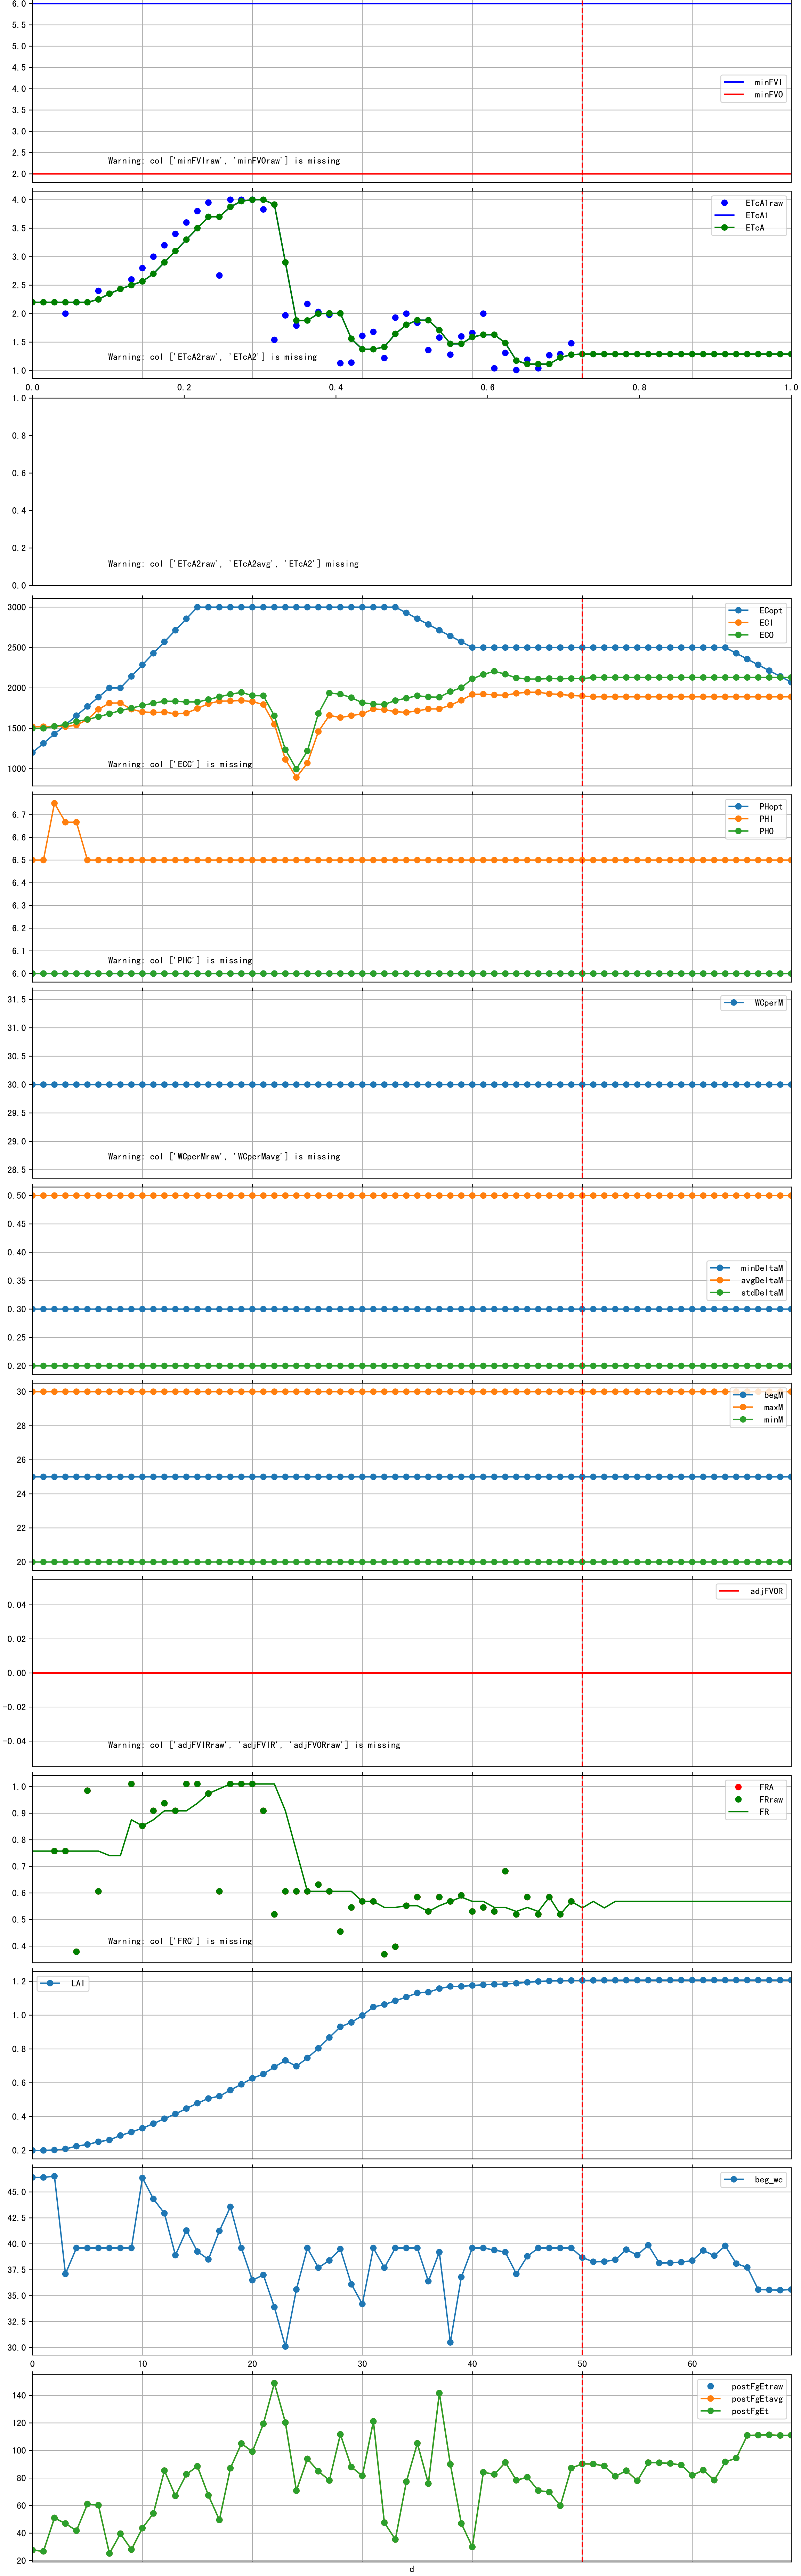 6.0
5.5
5.0
4.5
4.0
3.5
3.0
2.5
2.0
minFVI
minFVO
Warning: col ['minFVIraw', 'minFVOraw'] is missing
4.0
3.5
3.0
2.5
2.0
1.5
1.0
ETcA1raw
ETcA1
ETcA
Warning: col ['ETcA2raw', 'ETcA2'] is missing
0.0 0.2 0.4 0.6 0.8 1.0
1.0
0.8
0.6
0.4
0.2
0.0
Warning: col ['ETcA2raw', 'ETcA2avg', 'ETcA2'] missing
3000
2500
2000
1500
1000
ECopt
ECI
ECO
Warning: col ['ECC'] is missing
6.7
6.6
6.5
6.4
6.3
6.2
6.1
6.0
PHopt
PHI
PHO
Warning: col ['PHC'] is missing
31.5
31.0
30.5
30.0
29.5
29.0
28.5
WCperM
Warning: col ['WCperMraw', 'WCperMavg'] is missing
0.50
0.45
0.40
0.35
0.30
0.25
0.20
minDeltaM
avgDeltaM
stdDeltaM
30
28
26
24
22
20
begM
maxM
minM
0.04
0.02
0.00
-0.02
-0.04
adjFVOR
Warning: col ['adjFVIRraw', 'adjFVIR', 'adjFVORraw'] is missing
1.0
0.9
0.8
0.7
0.6
0.5
0.4
FRA
FRraw
FR
Warning: col ['FRC'] is missing
1.2
1.0
0.8
0.6
0.4
0.2
LAI
45.0
42.5
40.0
37.5
35.0
32.5
30.0
beg_wc
0 10 20 30 40 50 60
140
120
100
80
60
40
20
postFgEtraw
postFgEtavg
postFgEt
d